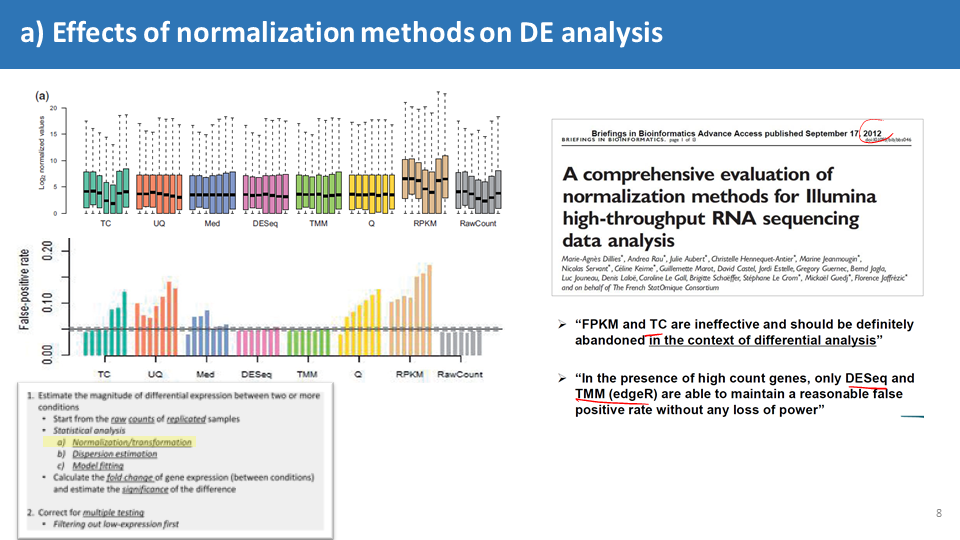 a) Effects of normalization methods on DE analysis
(a)
Log₂ normalized values
20
15
10
5
0
TC UQ Med DESeq TMM Q RPKM RawCount
False-positive rate
0.20
0.10
0.00
TC UQ Med DESeq TMM Q RPKM RawCount
1. Estimate the magnitude of differential expression between two or more
conditions
• Start from the raw counts of replicated samples
• Statistical analysis
a) Normalization/transformation
b) Dispersion estimation
c) Model fitting
• Calculate the fold change of gene expression (between conditions)
and estimate the significance of the difference
2. Correct for multiple testing
• Filtering out low-expression first
Briefings in Bioinformatics Advance Access published September 17, 2012
BRIEFINGS IN BIOINFORMATICS. page 1 of 13
A comprehensive evaluation of
normalization methods for Illumina
high-throughput RNA sequencing
data analysis
Marie-Agnès Dillies*, Andrea Rau*, Julie Aubert*, Christelle Hennequet-Antier*, Marine Jeanmougin*,
Nicolas Servant*, Céline Keime*, Guillemette Marot, David Castel, Jordi Estelle, Gregory Guernec, Bernd Jagla,
Luc Jouneau, Denis Laloë, Caroline Le Gall, Brigitte Schaëffer, Stéphane Le Crom*, Mickaël Guedj*, Florence Jaffrézic*
and on behalf of The French StatOmique Consortium
➢ “FPKM and TC are ineffective and should be definitely
abandoned in the context of differential analysis”
➢ “In the presence of high count genes, only DESeq and
TMM (edgeR) are able to maintain a reasonable false
positive rate without any loss of power”
8